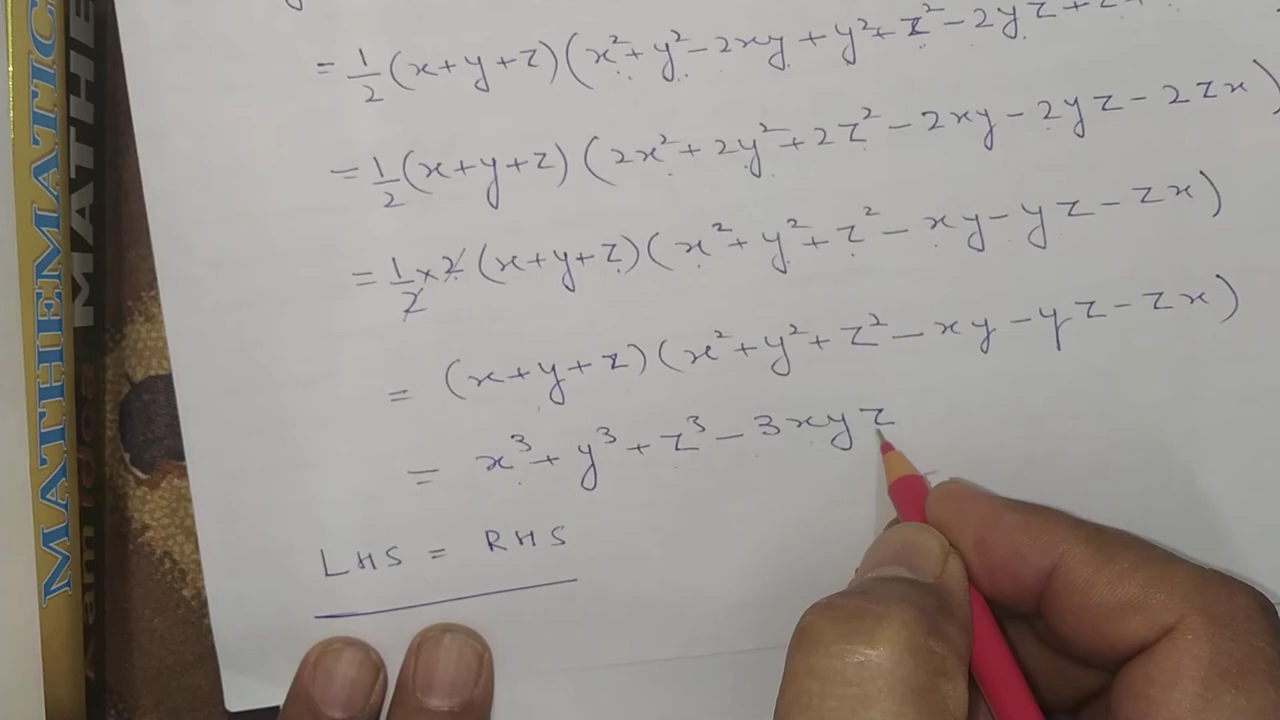 = 1/2 (x+y+z)(x²+y²-2xy+y²+z²-2yz+
= 1/2 (x+y+z)(2x²+2y²+2z²-2xy-2yz-2zx)
= 1/2 × 2 (x+y+z)(x²+y²+z²-xy-yz-zx)
= (x+y+z)(x²+y²+z²-xy-yz-zx)
= x³+y³+z³-3xyz
LHS = RHS
MATHEMATIC
MATHE